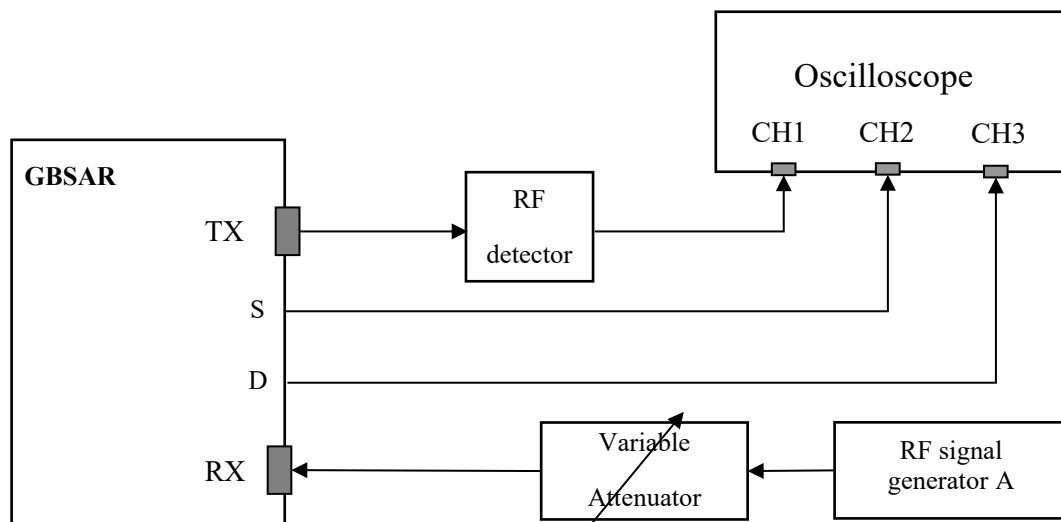 Oscilloscope
CH1 CH2 CH3
GBSAR
TX
RF
detector
S
D
RX
Variable
Attenuator
RF signal
generator A